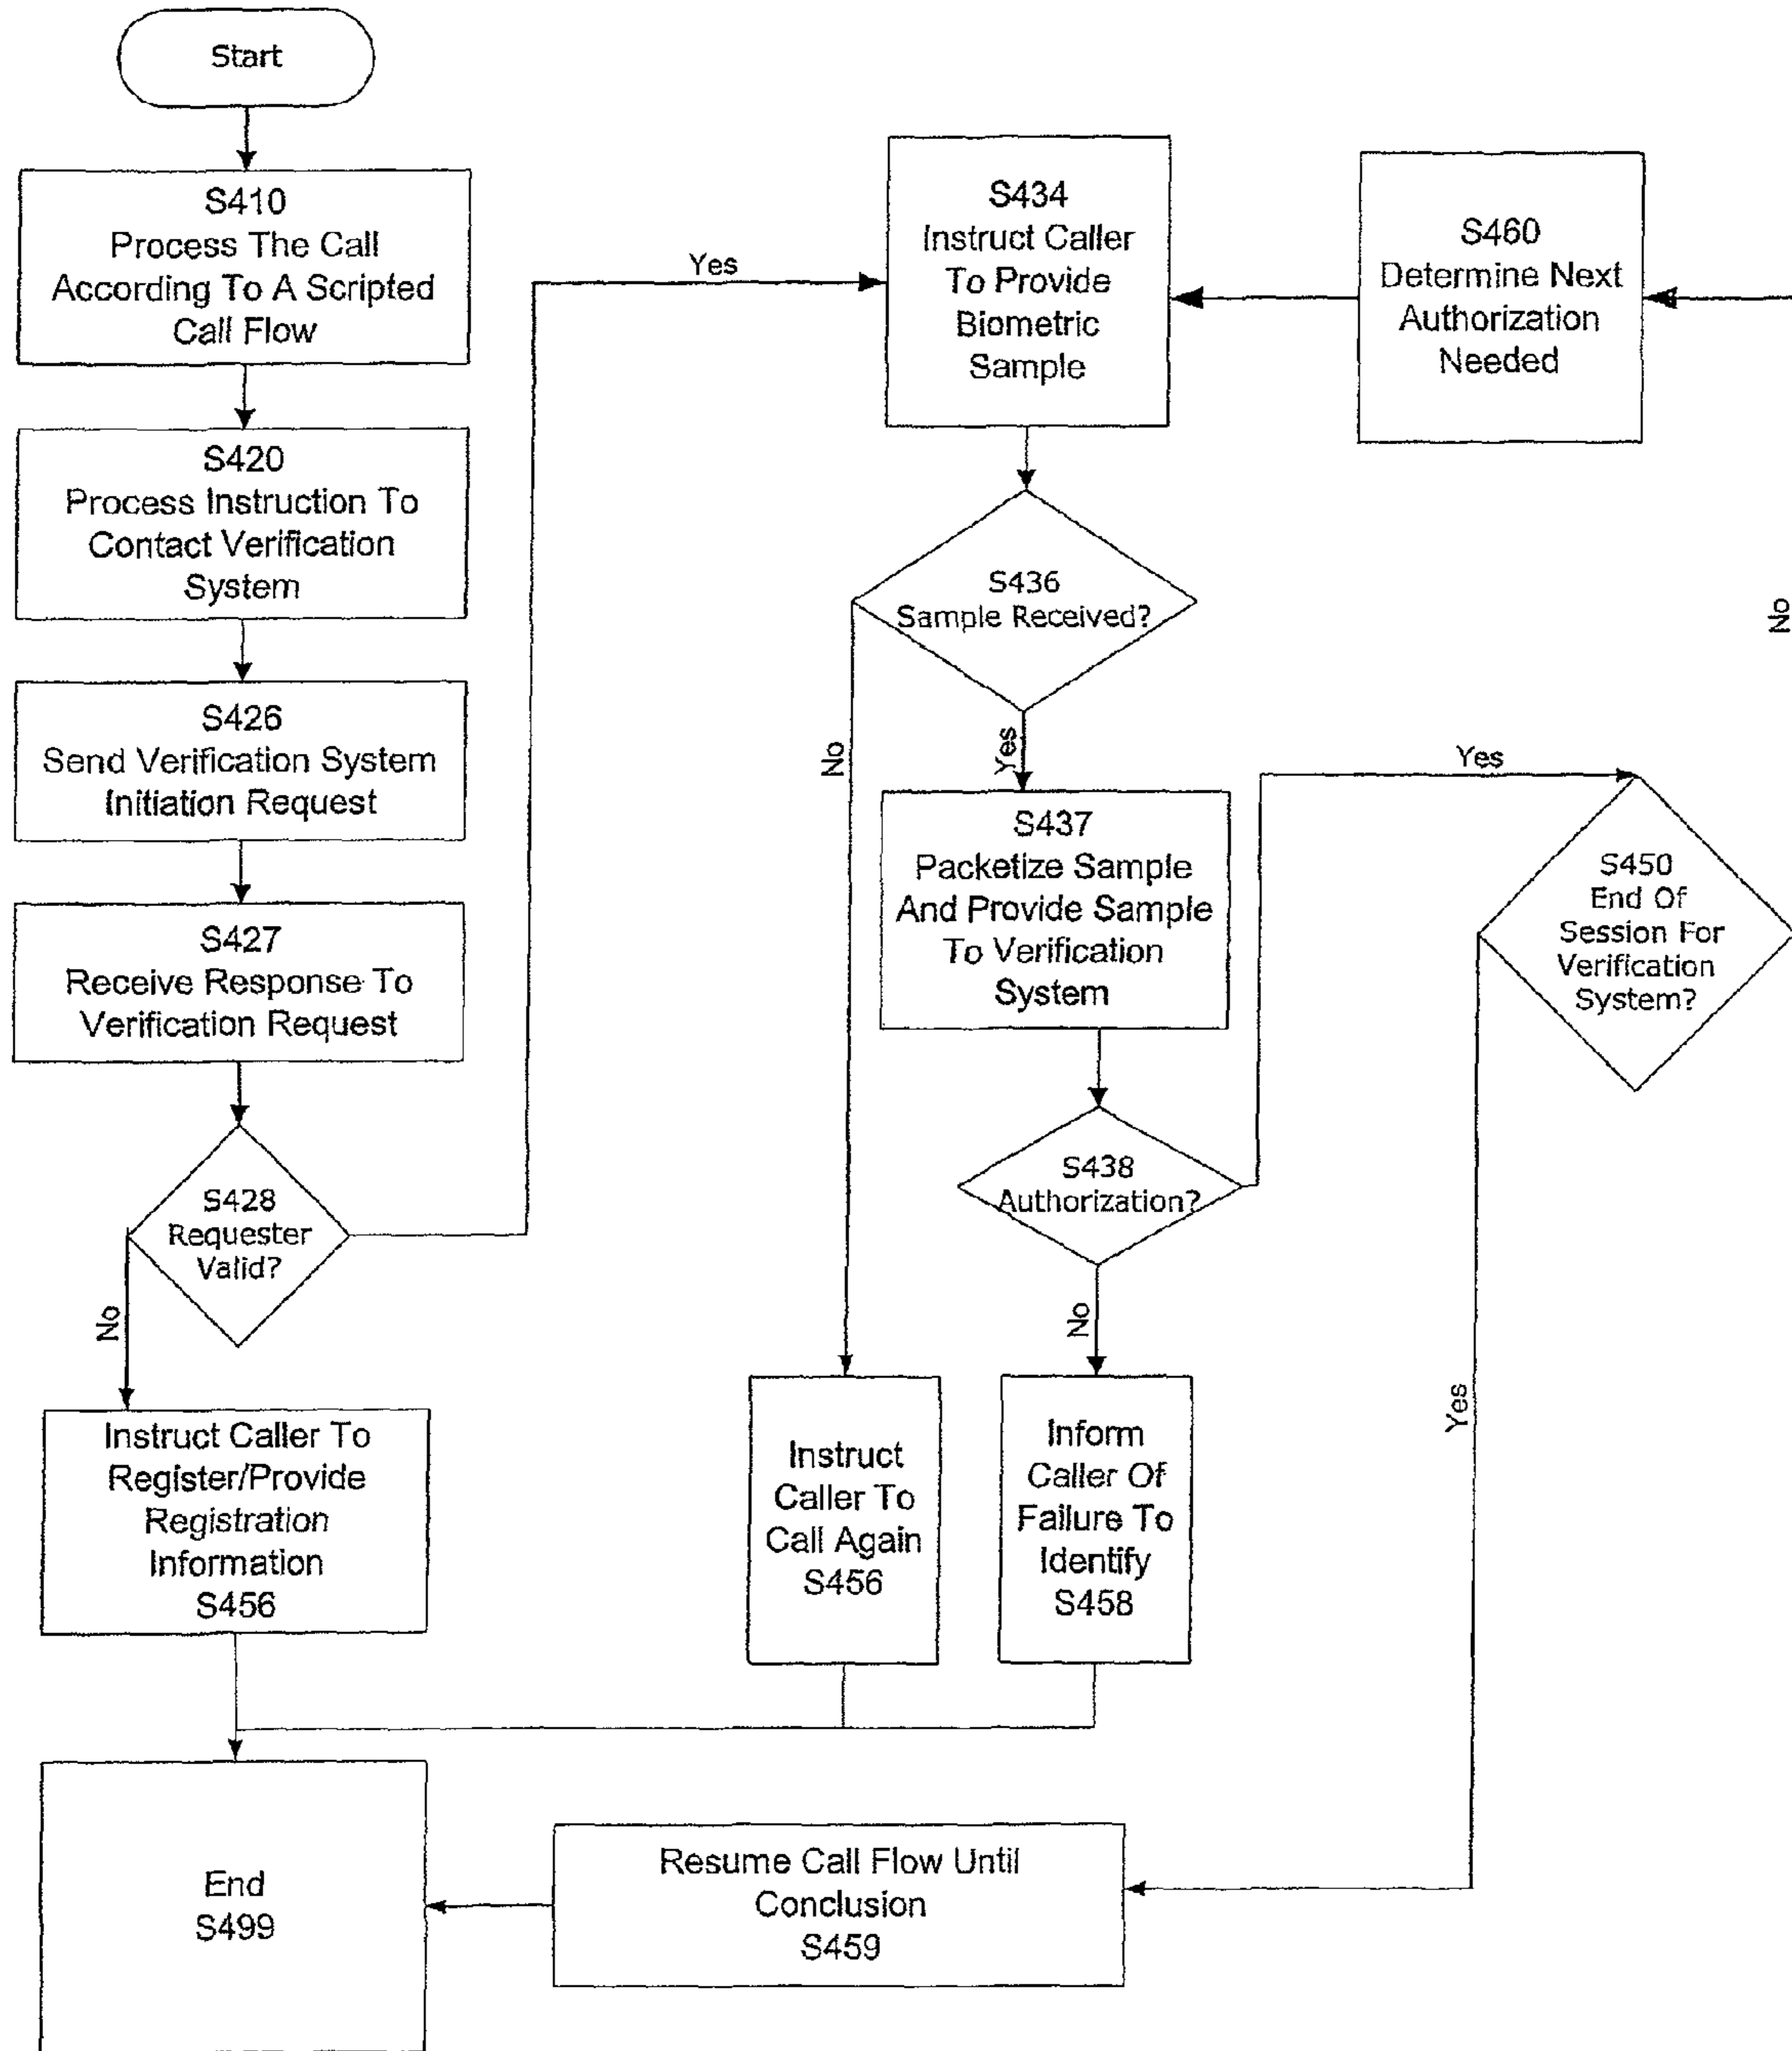 Start
S410
Process The Call
According To A Scripted
Call Flow
S420
Process Instruction To
Contact Verification
System
S426
Send Verification System
Initiation Request
S427
Receive Response To
Verification Request
S428
Requester
Valid?
No
Yes
Instruct Caller To
Register/Provide
Registration
Information
S456
End
S499
S434
Instruct Caller
To Provide
Biometric
Sample
S436
Sample Received?
No
Yes
S437
Packetize Sample
And Provide Sample
To Verification
System
S438
Authorization?
Yes
No
Instruct
Caller To
Call Again
S456
Inform
Caller Of
Failure To
Identify
S458
S460
Determine Next
Authorization
Needed
No
S450
End Of
Session For
Verification
System?
Yes
Resume Call Flow Until
Conclusion
S459